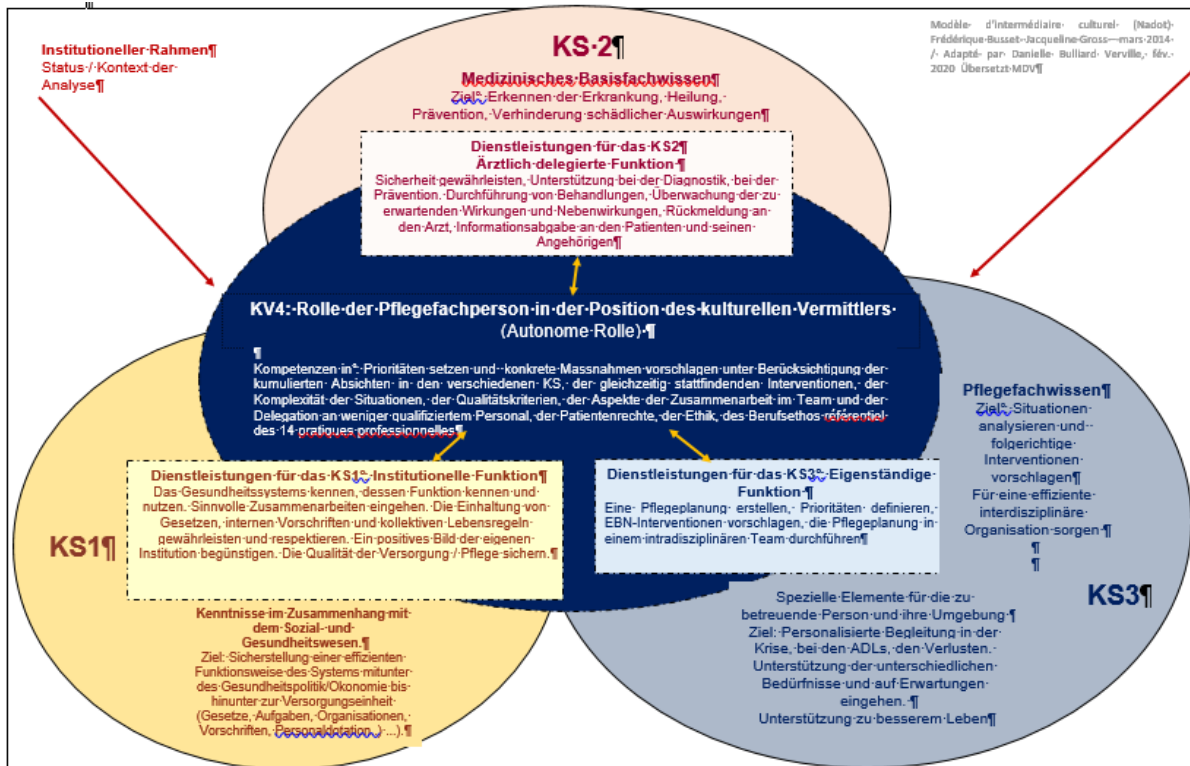 Institutioneller Rahmen¶
Status / Kontext der
Analyse¶
Modèle d'intermédiaire culturel (Nadot)
Frédérique Busset-Jacqueline Gross—mars 2014
/ Adapté par Danielle Bulliard Verville, fév.
2020 Übersetzt MDV¶
KS 2¶
Medizinisches Basisfachwissen¶
Ziel°: Erkennen der Erkrankung, Heilung,
Prävention, Verhinderung schädlicher Auswirkungen¶
Dienstleistungen für das KS2¶
Ärztlich delegierte Funktion ¶
Sicherheit gewährleisten, Unterstützung bei der Diagnostik, bei der
Prävention. Durchführung von Behandlungen, Überwachung der zu
erwartenden Wirkungen und Nebenwirkungen, Rückmeldung an
den Arzt, Informationsabgabe an den Patienten und seinen
Angehörigen¶
KV4: Rolle der Pflegefachperson in der Position des kulturellen Vermittlers
(Autonome Rolle) ¶
¶
Kompetenzen in°: Prioritäten setzen und konkrete Massnahmen vorschlagen unter Berücksichtigung der
kumulierten Absichten in den verschiedenen KS, der gleichzeitig stattfindenden Interventionen, der
Komplexität der Situationen, der Qualitätskriterien, der Aspekte der Zusammenarbeit im Team und der
Delegation an weniger qualifiziertem Personal, der Patientenrechte, der Ethik, des Berufsethos référentiel
des 14 pratiques professionnelles¶
Dienstleistungen für das KS1°: Institutionelle Funktion¶
Das Gesundheitssystems kennen, dessen Funktion kennen und
nutzen. Sinnvolle Zusammenarbeiten eingehen. Die Einhaltung von
Gesetzen, internen Vorschriften und kollektiven Lebensregeln
gewährleisten und respektieren. Ein positives Bild der eigenen
Institution begünstigen. Die Qualität der Versorgung / Pflege sichern.¶
KS1¶
Kenntnisse im Zusammenhang mit
dem Sozial- und
Gesundheitswesen.¶
Ziel: Sicherstellung einer effizienten
Funktionsweise des Systems mitunter
des Gesundheitspolitik/Ökonomie bis
hinunter zur Versorgungseinheit
(Gesetze, Aufgaben, Organisationen,
Vorschriften, Personaldotation, ) ...).¶
Dienstleistungen für das KS3°: Eigenständige
Funktion¶
Eine Pflegeplanung erstellen, Prioritäten definieren,
EBN-Interventionen vorschlagen, die Pflegeplanung in
einem intradisziplinären Team durchführen¶
Pflegefachwissen¶
Ziel°: Situationen
analysieren und
folgerichtige
Interventionen
vorschlagen¶
Für eine effiziente
interdisziplinäre
Organisation sorgen ¶
¶
¶
KS3¶
Spezielle Elemente für die zu
betreuende Person und ihre Umgebung ¶
Ziel: Personalisierte Begleitung in der
Krise, bei den ADLs, den Verlusten.
Unterstützung der unterschiedlichen
Bedürfnisse und auf Erwartungen
eingehen. ¶
Unterstützung zu besserem Leben¶